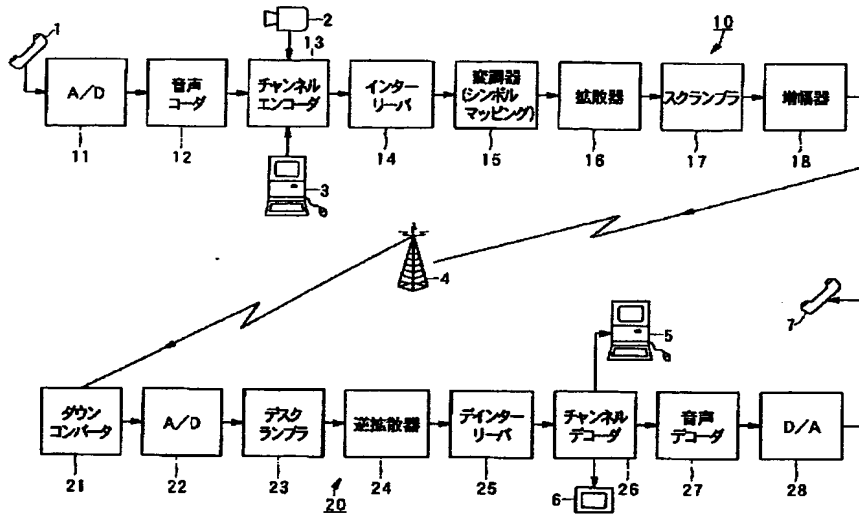 1
2
13
10
A/D
音声
コーダ
チャンネル
エンコーダ
インター
リーバ
変調器
(シンボル
マッピング)
拡散器
スクランブラ
増幅器
11
12
14
15
16
17
18
3
4
7
5
ダウン
コンバータ
A/D
デスク
ランブラ
逆拡散器
デインター
リーバ
チャンネル
デコーダ
音声
デコーダ
D/A
21
22
23
20
24
25
6
26
27
28